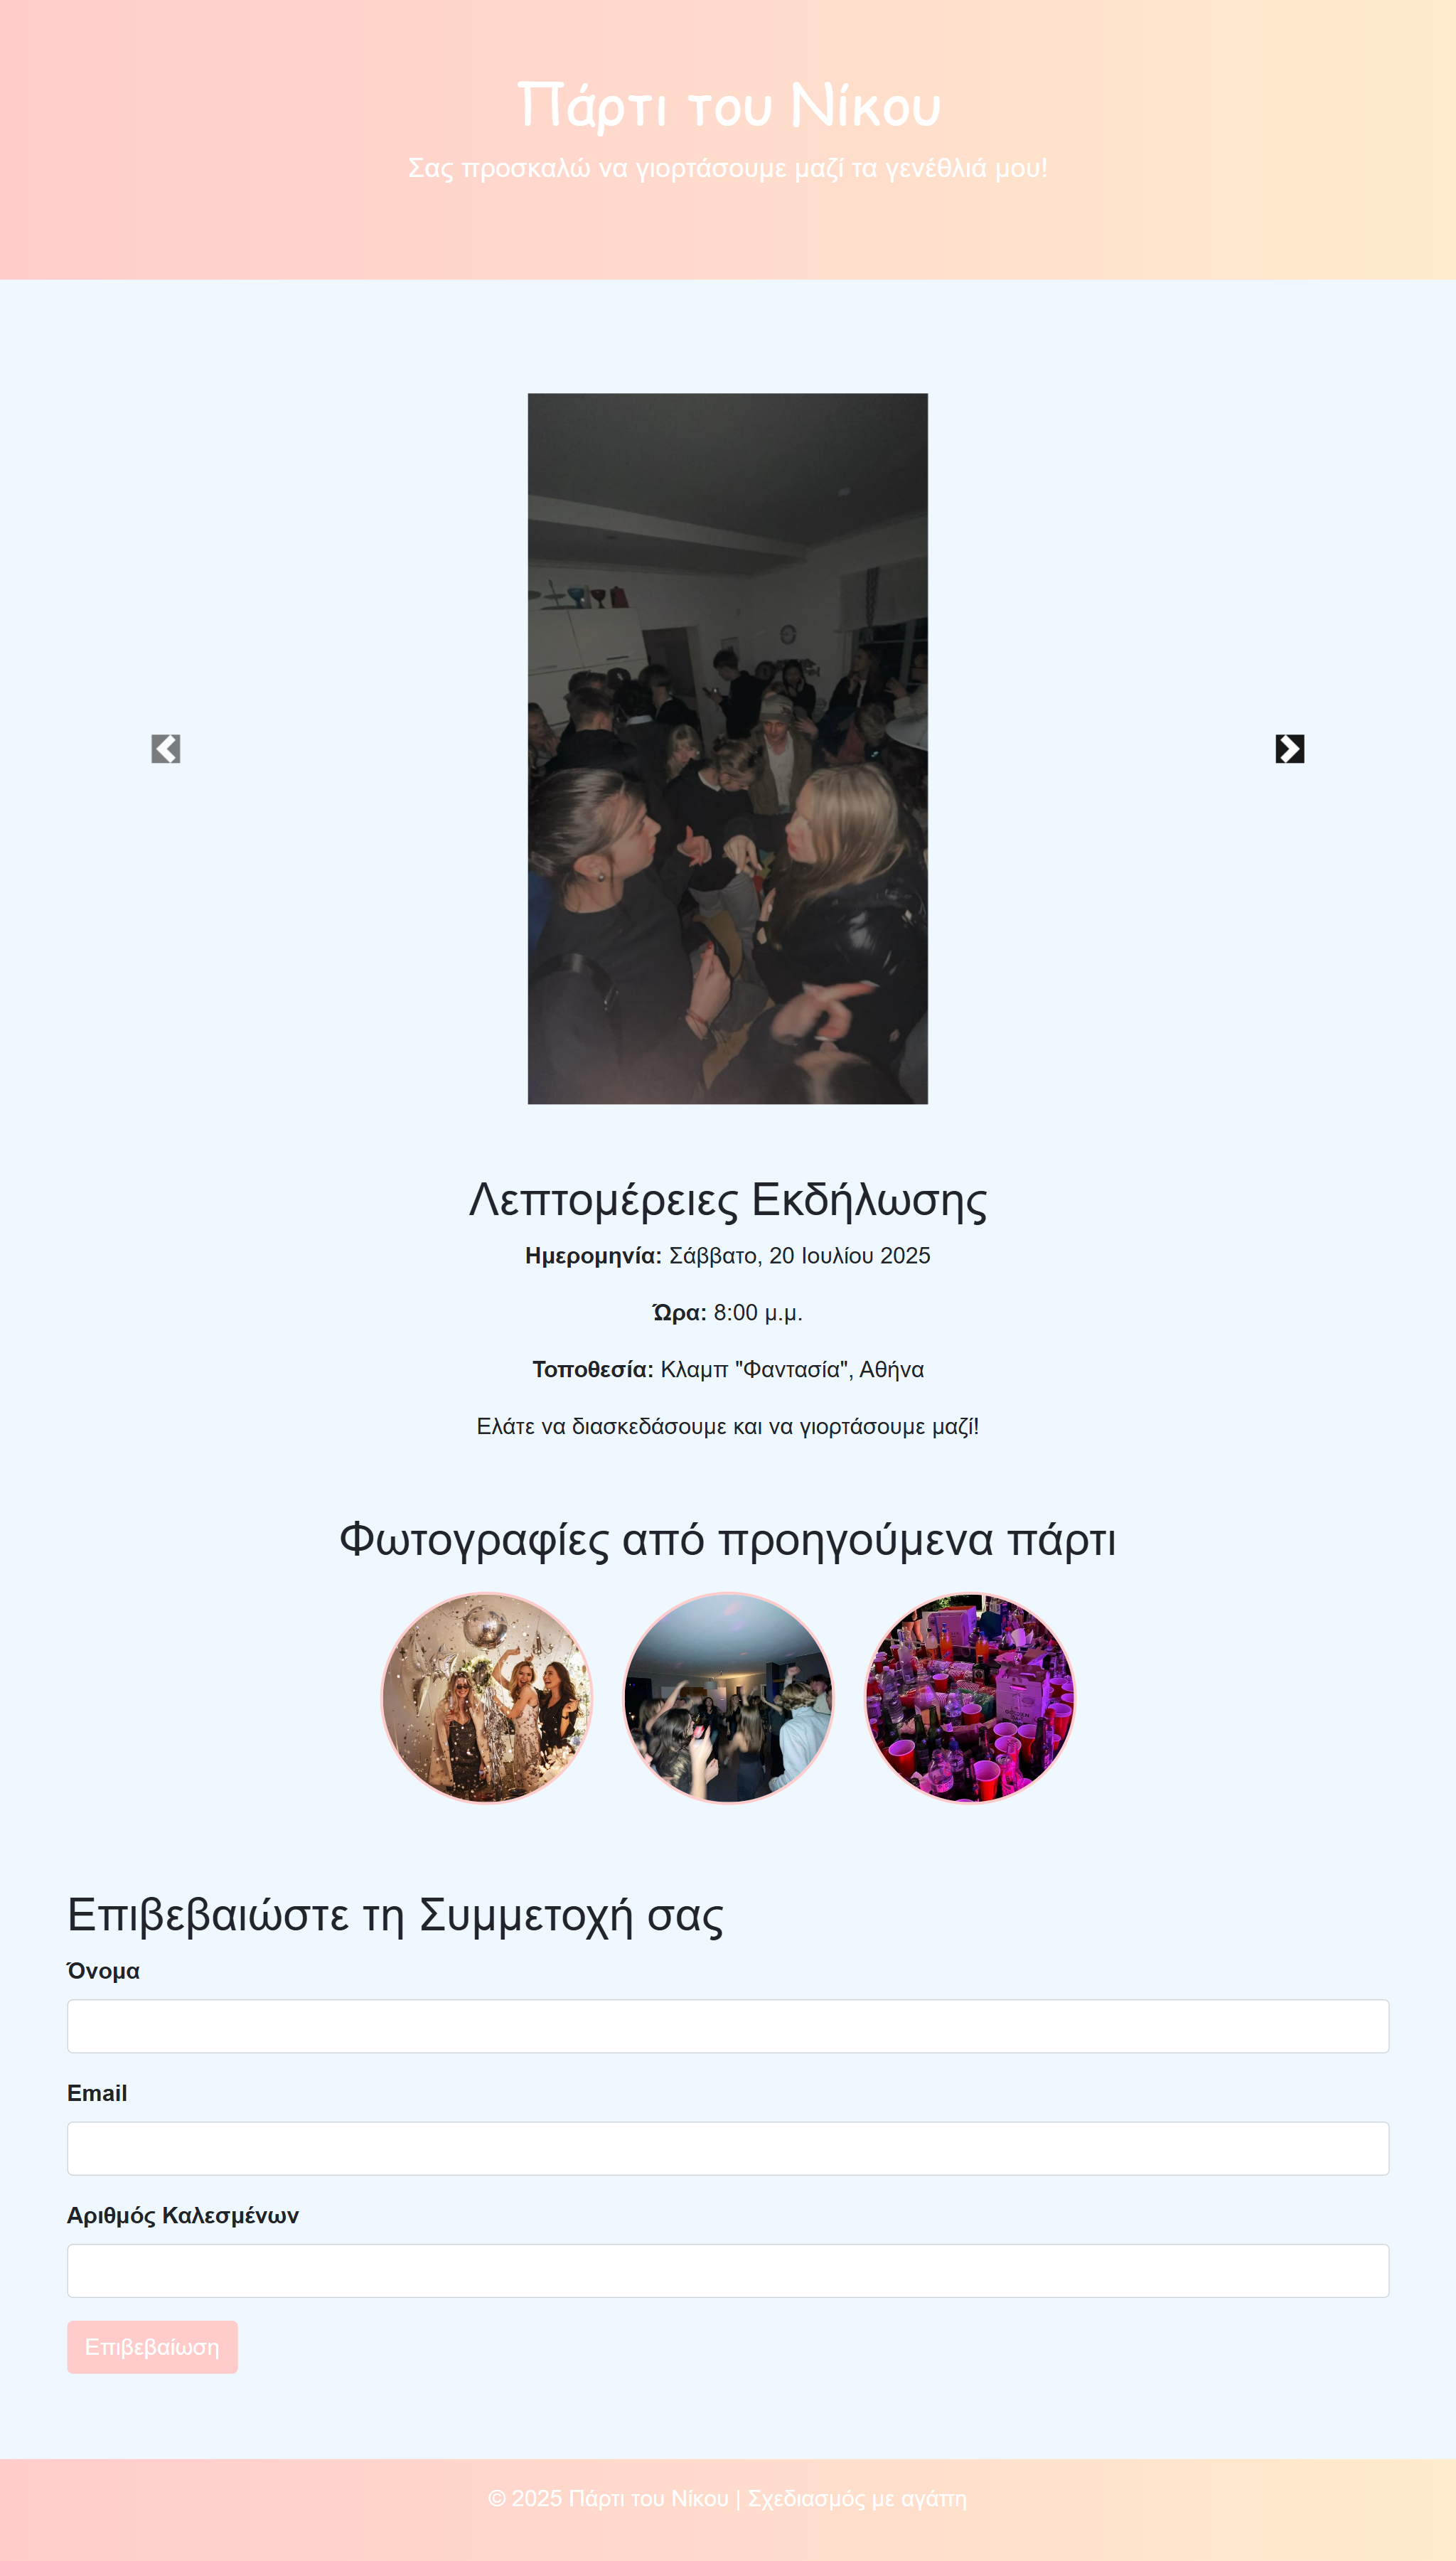 Πάρτι του Νίκου
Σας προσκαλώ να γιορτάσουμε μαζί τα γενέθλιά μου!
Λεπτομέρειες Εκδήλωσης
Ημερομηνία: Σάββατο, 20 Ιουλίου 2025
Ώρα: 8:00 μ.μ.
Τοποθεσία: Κλαμπ "Φαντασία", Αθήνα
Ελάτε να διασκεδάσουμε και να γιορτάσουμε μαζί!
Φωτογραφίες από προηγούμενα πάρτι
Επιβεβαιώστε τη Συμμετοχή σας
Όνομα
Email
Αριθμός Καλεσμένων
Επιβεβαίωση
© 2025 Πάρτι του Νίκου | Σχεδιασμός με αγάπη